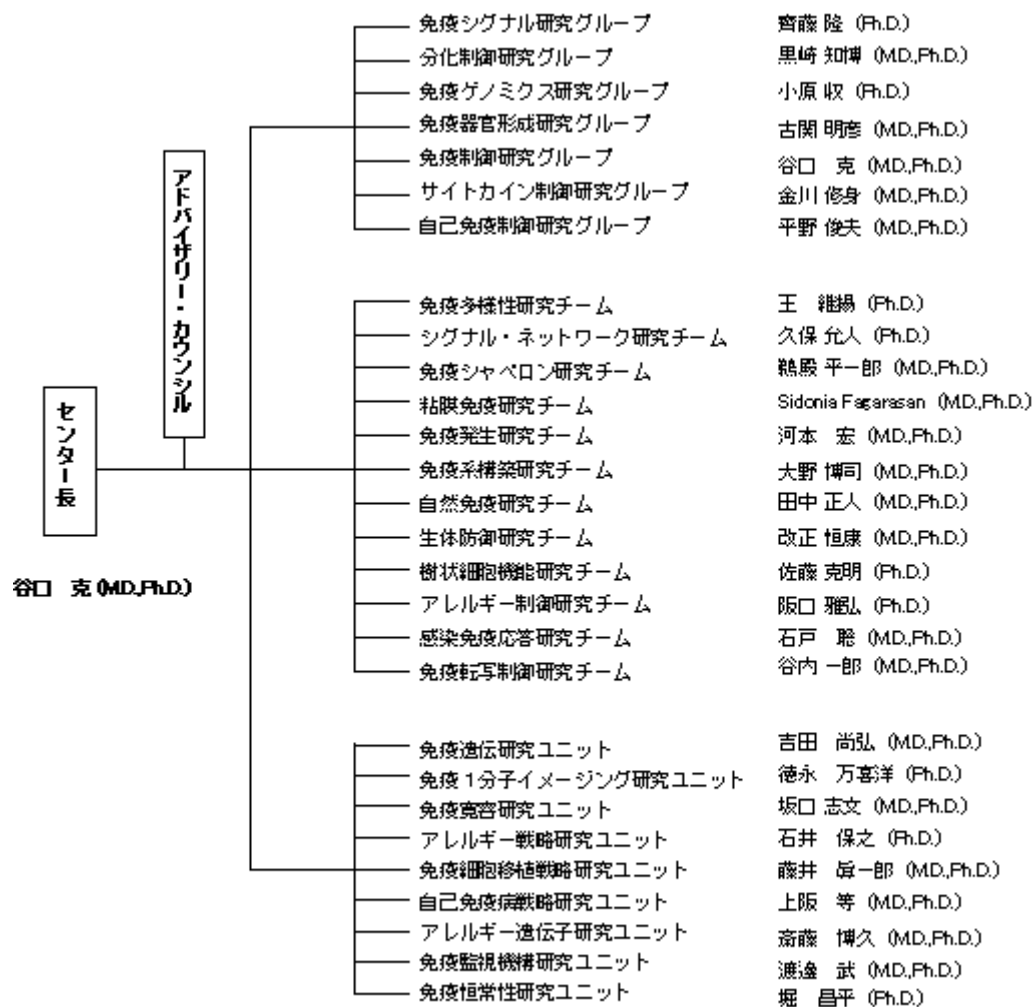 免疫シグナル研究グループ 齊藤 隆 (Ph.D.)
分化制御研究グループ 黒崎 知博 (M.D.,Ph.D.)
免疫ゲノミクス研究グループ 小原 収 (Ph.D.)
免疫器官形成研究グループ 古関 明彦 (M.D.,Ph.D.)
免疫制御研究グループ 谷口 克 (M.D.,Ph.D.)
サイトカイン制御研究グループ 金川 修身 (M.D.,Ph.D.)
自己免疫制御研究グループ 平野 俊夫 (M.D.,Ph.D.)
アドバイザリー・カウンシル
免疫多様性研究チーム 王 継揚 (Ph.D.)
シグナル・ネットワーク研究チーム 久保 允人 (Ph.D.)
免疫シャペロン研究チーム 鵜殿 平一郎 (M.D.,Ph.D.)
粘膜免疫研究チーム Sidonia Fagarasan (M.D.,Ph.D.)
免疫発生研究チーム 河本 宏 (M.D.,Ph.D.)
免疫系構築研究チーム 大野 博司 (M.D.,Ph.D.)
自然免疫研究チーム 田中 正人 (M.D.,Ph.D.)
生体防御研究チーム 改正 恒康 (M.D.,Ph.D.)
樹状細胞機能研究チーム 佐藤 克明 (Ph.D.)
アレルギー制御研究チーム 阪口 雅弘 (Ph.D.)
感染免疫応答研究チーム 石戸 聡 (M.D.,Ph.D.)
免疫転写制御研究チーム 谷内 一郎 (M.D.,Ph.D.)
センター長
谷口 克 (M.D.,Ph.D.)
免疫遺伝研究ユニット 吉田 尚弘 (M.D.,Ph.D.)
免疫1分子イメージング研究ユニット 徳永 万喜洋 (Ph.D.)
免疫寛容研究ユニット 坂口 志文 (M.D.,Ph.D.)
アレルギー戦略研究ユニット 石井 保之 (Ph.D.)
免疫細胞移植戦略研究ユニット 藤井 眞一郎 (M.D.,Ph.D.)
自己免疫病戦略研究ユニット 上阪 等 (M.D.,Ph.D.)
アレルギー遺伝子研究ユニット 斎藤 博久 (M.D.,Ph.D.)
免疫監視機構研究ユニット 渡邊 武 (M.D.,Ph.D.)
免疫恒常性研究ユニット 堀 昌平 (Ph.D.)